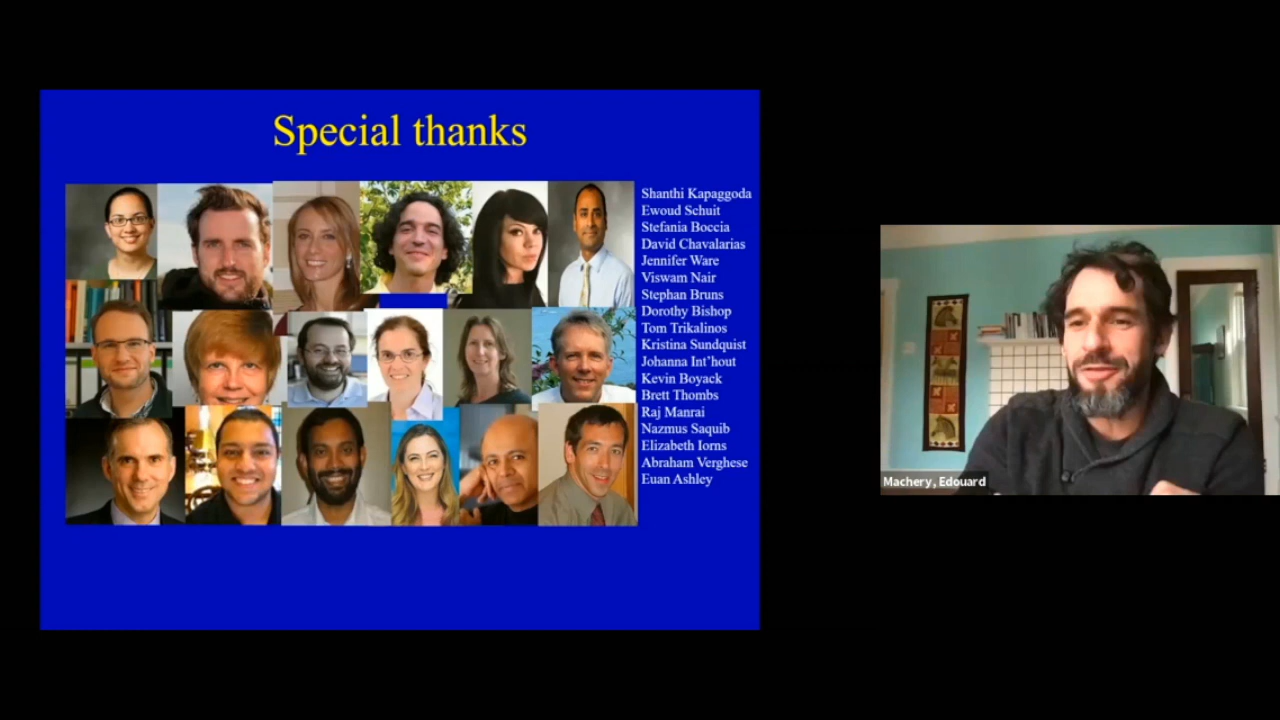 Special thanks
Shanthi Kapaggoda
Ewoud Schuit
Stefania Boccia
David Chavalarias
Jennifer Ware
Viswam Nair
Stephan Bruns
Dorothy Bishop
Tom Trikalinos
Kristina Sundquist
Johanna Int’hout
Kevin Boyack
Brett Thombs
Raj Manrai
Nazmus Saquib
Elizabeth Iorns
Abraham Verghese
Euan Ashley
Machery, Edouard